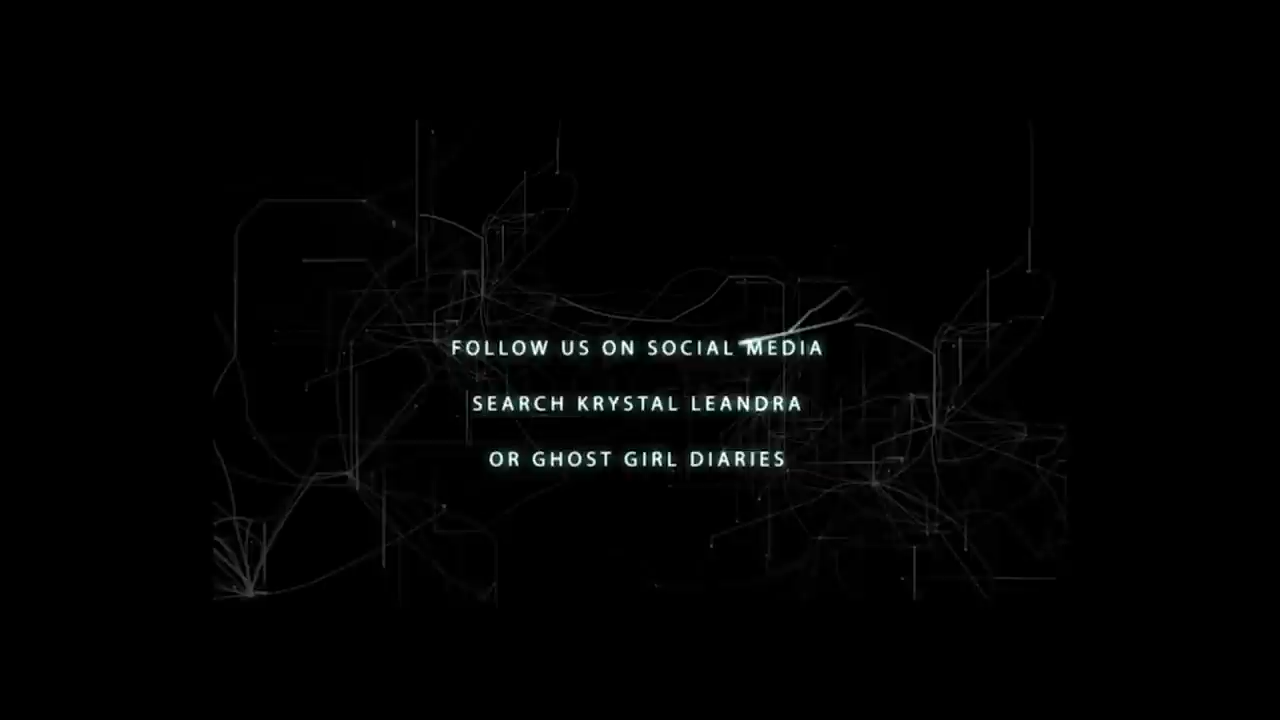 FOLLOW US ON SOCIAL MEDIA
SEARCH KRYSTAL LEANDRA
OR GHOST GIRL DIARIES